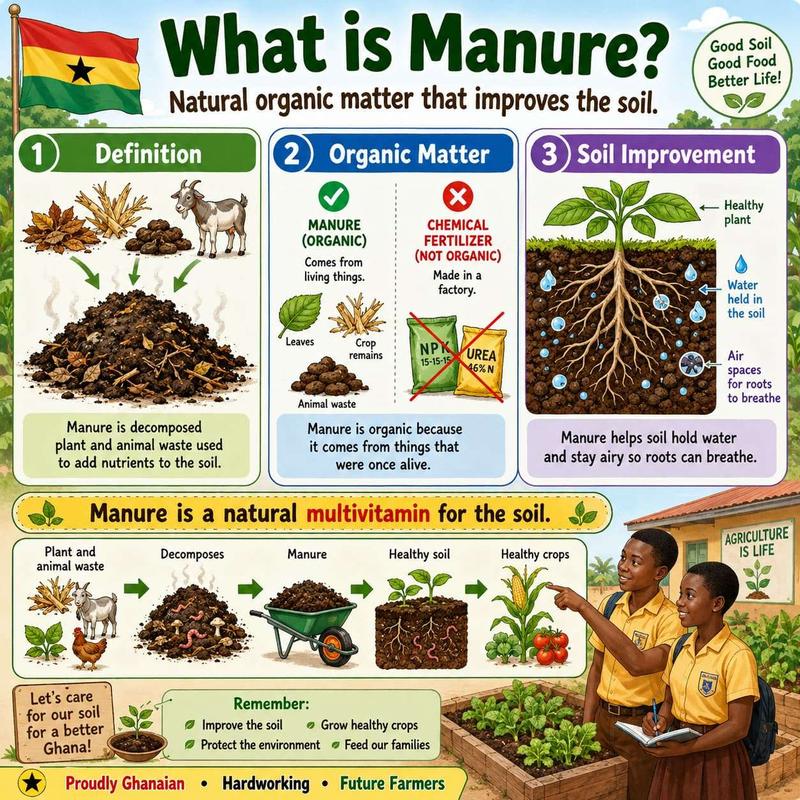 What is Manure?
Natural organic matter that improves the soil.
Good Soil
Good Food
Better Life!
1 Definition
Manure is decomposed
plant and animal waste used
to add nutrients to the soil.
2 Organic Matter
MANURE
(ORGANIC)
Comes from
living things.
Leaves
Crop
remains
Animal waste
CHEMICAL
FERTILIZER
(NOT ORGANIC)
Made in a
factory.
NPK
15-15-15
UREA
46% N
Manure is organic because
it comes from things that
were once alive.
3 Soil Improvement
Healthy
plant
Water
held in
the soil
Air
spaces
for roots
to breathe
Manure helps soil hold water
and stay airy so roots can breathe.
Manure is a natural multivitamin for the soil.
Plant and
animal waste
Decomposes
Manure
Healthy soil
Healthy crops
AGRICULTURE
IS LIFE
Let's care
for our soil
for a better
Ghana!
Remember:
Improve the soil
Grow healthy crops
Protect the environment
Feed our families
Proudly Ghanaian • Hardworking • Future Farmers